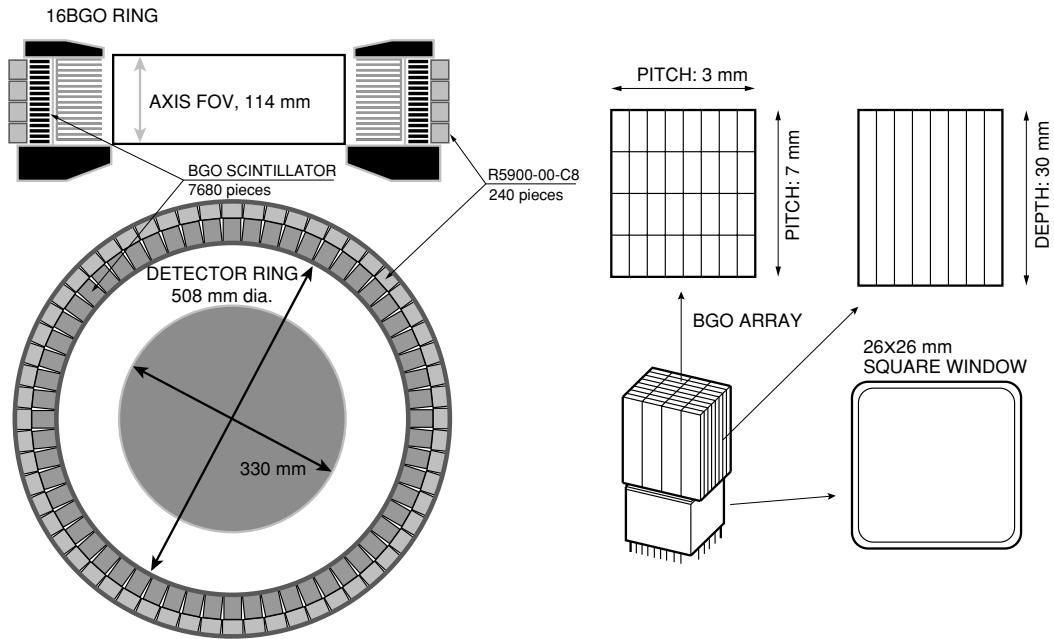 16BGO RING
AXIS FOV, 114 mm
BGO SCINTILLATOR
7680 pieces
R5900-00-C8
240 pieces
DETECTOR RING
508 mm dia.
330 mm
PITCH: 3 mm
PITCH: 7 mm
DEPTH: 30 mm
BGO ARRAY
26X26 mm
SQUARE WINDOW